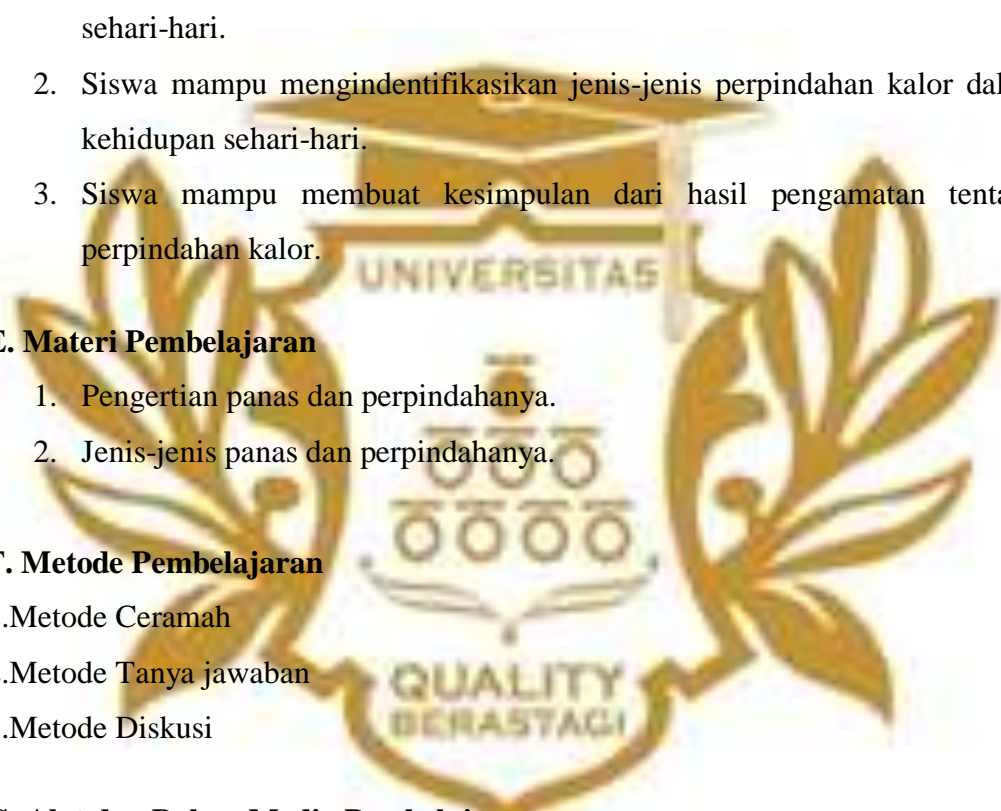 sehari-hari.
2. Siswa mampu mengindentifikasikan jenis-jenis perpindahan kalor
kehidupan sehari-hari.
3. Siswa mampu membuat kesimpulan dari hasil pengamatan
perpindahan kalor.
UNIVERSITAS
E. Materi Pembelajaran
1. Pengertian panas dan perpindahanya.
2. Jenis-jenis panas dan perpindahanya.
F. Metode Pembelajaran
.Metode Ceramah
.Metode Tanya jawaban
.Metode Diskusi
QUALITY
BERASTAGI